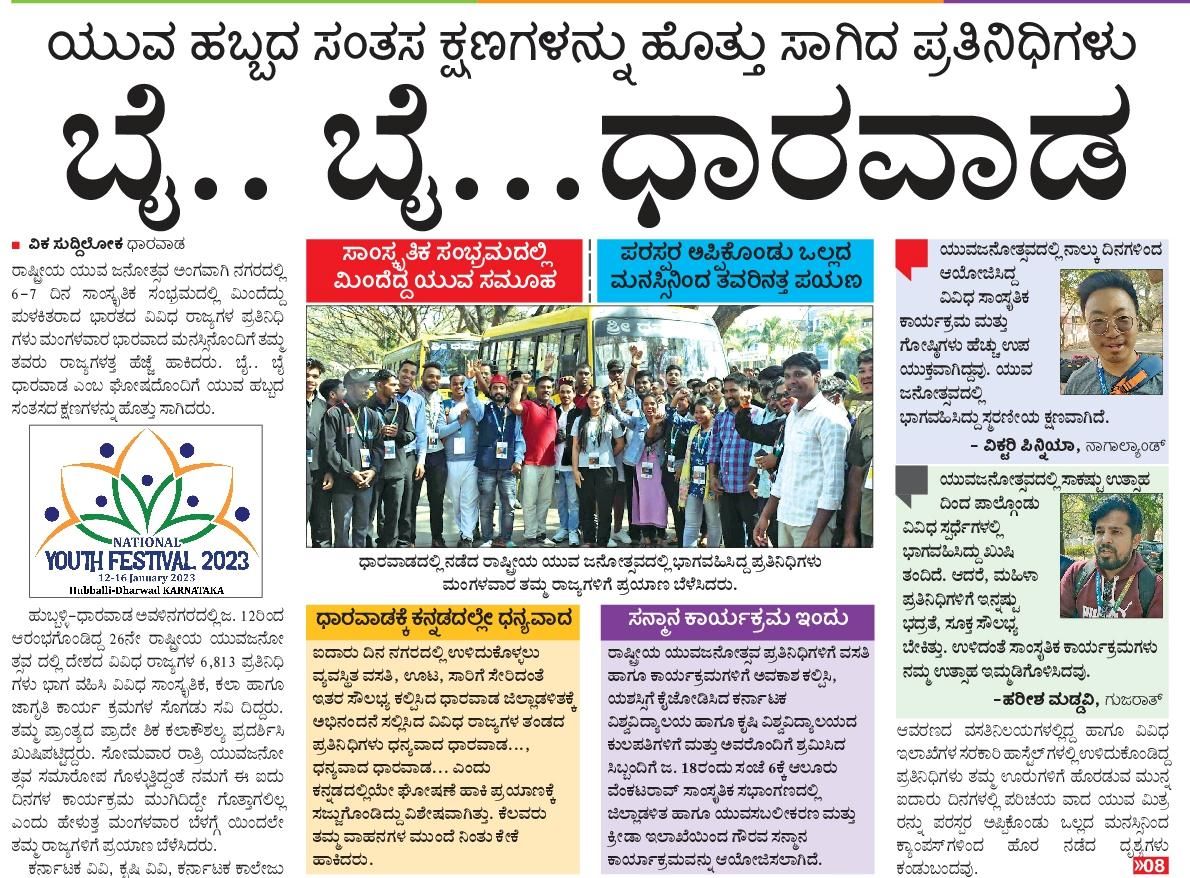 ಯುವ ಹಬ್ಬದ ಸಂತಸ ಕ್ಷಣಗಳನ್ನು ಹೊತ್ತು ಸಾಗಿದ ಪ್ರತಿನಿಧಿಗಳು
ಬೈ.. ಬೈ...ಧಾರವಾಡ
ವಿಕ ಸುದ್ದಿಲೋಕ ಧಾರವಾಡ
ರಾಷ್ಟ್ರೀಯ ಯುವ ಜನೋತ್ಸವ ಅಂಗವಾಗಿ ನಗರದಲ್ಲಿ
6-7 ದಿನ ಸಾಂಸ್ಕೃತಿಕ ಸಂಭ್ರಮದಲ್ಲಿ ಮಿಂದೆದ್ದು
ಪುಳಕಿತರಾದ ಭಾರತದ ವಿವಿಧ ರಾಜ್ಯಗಳ ಪ್ರತಿನಿಧಿ
ಗಳು ಮಂಗಳವಾರ ಭಾರವಾದ ಮನಸ್ಸಿನೊಂದಿಗೆ ತಮ್ಮ
ತವರು ರಾಜ್ಯಗಳತ್ತ ಹೆಜ್ಜೆ ಹಾಕಿದರು. ಬೈ.. ಬೈ
ಧಾರವಾಡ ಎಂಬ ಘೋಷದೊಂದಿಗೆ ಯುವ ಹಬ್ಬದ
ಸಂತಸದ ಕ್ಷಣಗಳನ್ನು ಹೊತ್ತು ಸಾಗಿದರು.
NATIONAL
YOUTH FESTIVAL 2023
12-16 January 2023
Hubballi-Dharwad KARNATAKA
ಹುಬ್ಬಳ್ಳಿ-ಧಾರವಾಡ ಅವಳಿನಗರದಲ್ಲಿ ಜ. 12ರಿಂದ
ಆರಂಭಗೊಂಡಿದ್ದ 26ನೇ ರಾಷ್ಟ್ರೀಯ ಯುವಜನೋ
ತ್ಸವ ದಲ್ಲಿ ದೇಶದ ವಿವಿಧ ರಾಜ್ಯಗಳ 6,813 ಪ್ರತಿನಿಧಿ
ಗಳು ಭಾಗ ವಹಿಸಿ ವಿವಿಧ ಸಾಂಸ್ಕೃತಿಕ, ಕಲಾ ಹಾಗೂ
ಜಾಗೃತಿ ಕಾರ್ಯ ಕ್ರಮಗಳ ಸೊಗಡು ಸವಿ ದಿದ್ದರು.
ತಮ್ಮ ಪ್ರಾಂತ್ಯದ ಪ್ರಾದೇ ಶಿಕ ಕಲಾಕೌಶಲ್ಯ ಪ್ರದರ್ಶಿಸಿ
ಖುಷಿಪಟ್ಟಿದ್ದರು. ಸೋಮವಾರ ರಾತ್ರಿ ಯುವಜನೋ
ತ್ಸವ ಸಮಾರೋಪ ಗೊಳ್ಳುತ್ತಿದ್ದಂತೆ ನಮಗೆ ಈ ಐದು
ದಿನಗಳ ಕಾರ್ಯಕ್ರಮ ಮುಗಿದಿದ್ದೇ ಗೊತ್ತಾಗಲಿಲ್ಲ
ಎಂದು ಹೇಳುತ್ತ ಮಂಗಳವಾರ ಬೆಳಗ್ಗೆ ಯಿಂದಲೇ
ತಮ್ಮ ರಾಜ್ಯಗಳಿಗೆ ಪ್ರಯಾಣ ಬೆಳೆಸಿದರು.
ಕರ್ನಾಟಕ ವಿವಿ, ಕೃಷಿ ವಿವಿ, ಕರ್ನಾಟಕ ಕಾಲೇಜು
ಸಾಂಸ್ಕೃತಿಕ ಸಂಭ್ರಮದಲ್ಲಿ
ಮಿಂದೆದ್ದ ಯುವ ಸಮೂಹ
ಪರಸ್ಪರ ಅಪ್ಪಿಕೊಂಡು ಒಲ್ಲದ
ಮನಸ್ಸಿನಿಂದ ತವರಿನತ್ತ ಪಯಣ
ಧಾರವಾಡದಲ್ಲಿ ನಡೆದ ರಾಷ್ಟ್ರೀಯ ಯುವ ಜನೋತ್ಸವದಲ್ಲಿ ಭಾಗವಹಿಸಿದ್ದ ಪ್ರತಿನಿಧಿಗಳು
ಮಂಗಳವಾರ ತಮ್ಮ ರಾಜ್ಯಗಳಿಗೆ ಪ್ರಯಾಣ ಬೆಳೆಸಿದರು.
ಧಾರವಾಡಕ್ಕೆ ಕನ್ನಡದಲ್ಲೇ ಧನ್ಯವಾದ
ಐದಾರು ದಿನ ನಗರದಲ್ಲಿ ಉಳಿದುಕೊಳ್ಳಲು
ವ್ಯವಸ್ಥಿತ ವಸತಿ, ಊಟ, ಸಾರಿಗೆ ಸೇರಿದಂತೆ
ಇತರ ಸೌಲಭ್ಯ ಕಲ್ಪಿಸಿದ ಧಾರವಾಡ ಜಿಲ್ಲಾಡಳಿತಕ್ಕೆ
ಅಭಿನಂದನೆ ಸಲ್ಲಿಸಿದ ವಿವಿಧ ರಾಜ್ಯಗಳ ತಂಡದ
ಪ್ರತಿನಿಧಿಗಳು ಧನ್ಯವಾದ ಧಾರವಾಡ...,
ಧನ್ಯವಾದ ಧಾರವಾಡ... ಎಂದು
ಕನ್ನಡದಲ್ಲಿಯೇ ಘೋಷಣೆ ಹಾಕಿ ಪ್ರಯಾಣಕ್ಕೆ
ಸಜ್ಜುಗೊಂಡಿದ್ದು ವಿಶೇಷವಾಗಿತ್ತು. ಕೆಲವರು
ತಮ್ಮ ವಾಹನಗಳ ಮುಂದೆ ನಿಂತು ಕೇಕೆ
ಹಾಕಿದರು.
ಸನ್ಮಾನ ಕಾರ್ಯಕ್ರಮ ಇಂದು
ರಾಷ್ಟ್ರೀಯ ಯುವಜನೋತ್ಸವ ಪ್ರತಿನಿಧಿಗಳಿಗೆ ವಸತಿ
ಹಾಗೂ ಕಾರ್ಯಕ್ರಮಗಳಿಗೆ ಅವಕಾಶ ಕಲ್ಪಿಸಿ,
ಯಶಸ್ಸಿಗೆ ಕೈಜೋಡಿಸಿದ ಕರ್ನಾಟಕ
ವಿಶ್ವವಿದ್ಯಾಲಯ ಹಾಗೂ ಕೃಷಿ ವಿಶ್ವವಿದ್ಯಾಲಯದ
ಕುಲಪತಿಗಳಿಗೆ ಮತ್ತು ಅವರೊಂದಿಗೆ ಶ್ರಮಿಸಿದ
ಸಿಬ್ಬಂದಿಗೆ ಜ. 18ರಂದು ಸಂಜೆ 6ಕ್ಕೆ ಆಲೂರು
ವೆಂಕಟರಾವ್ ಸಾಂಸ್ಕೃತಿಕ ಸಭಾಂಗಣದಲ್ಲಿ
ಜಿಲ್ಲಾಡಳಿತ ಹಾಗೂ ಯುವಸಬಲೀಕರಣ ಮತ್ತು
ಕ್ರೀಡಾ ಇಲಾಖೆಯಿಂದ ಗೌರವ ಸನ್ಮಾನ
ಕಾರ್ಯಾಕ್ರಮವನ್ನು ಆಯೋಜಿಸಲಾಗಿದೆ.
ಯುವಜನೋತ್ಸವದಲ್ಲಿ ನಾಲ್ಕು ದಿನಗಳಿಂದ
ಆಯೋಜಿಸಿದ್ದ
ವಿವಿಧ ಸಾಂಸ್ಕೃತಿಕ
ಕಾರ್ಯಕ್ರಮ ಮತ್ತು
ಗೋಷ್ಠಿಗಳು ಹೆಚ್ಚು ಉಪ
ಯುಕ್ತವಾಗಿದ್ದವು. ಯುವ
ಜನೋತ್ಸವದಲ್ಲಿ
ಭಾಗವಹಿಸಿದ್ದು ಸ್ಮರಣೀಯ ಕ್ಷಣವಾಗಿದೆ.
- ವಿಕ್ಟರಿ ಪಿನ್ನಿಯಾ, ನಾಗಾಲ್ಯಾಂಡ್
ಯುವಜನೋತ್ಸವದಲ್ಲಿ ಸಾಕಷ್ಟು ಉತ್ಸಾಹ
ದಿಂದ ಪಾಲ್ಗೊಂಡು
ವಿವಿಧ ಸ್ಪರ್ಧೆಗಳಲ್ಲಿ
ಭಾಗವಹಿಸಿದ್ದು ಖುಷಿ
ತಂದಿದೆ. ಆದರೆ, ಮಹಿಳಾ
ಪ್ರತಿನಿಧಿಗಳಿಗೆ ಇನ್ನಷ್ಟು
ಭದ್ರತೆ, ಸೂಕ್ತ ಸೌಲಭ್ಯ
ಬೇಕಿತ್ತು. ಉಳಿದಂತೆ ಸಾಂಸ್ಕೃತಿಕ ಕಾರ್ಯಕ್ರಮಗಳು
ನಮ್ಮ ಉತ್ಸಾಹ ಇಮ್ಮಡಿಗೊಳಿಸಿದವು.
-ಹರೀಶ ಮಡ್ಡವಿ, ಗುಜರಾತ್
ಆವರಣದ ವಸತಿನಿಲಯಗಳಲ್ಲಿದ್ದ ಹಾಗೂ ವಿವಿಧ
ಇಲಾಖೆಗಳ ಸರಕಾರಿ ಹಾಸ್ಟೆಲ್‌ಗಳಲ್ಲಿ ಉಳಿದುಕೊಂಡಿದ್ದ
ಪ್ರತಿನಿಧಿಗಳು ತಮ್ಮ ಊರುಗಳಿಗೆ ಹೊರಡುವ ಮುನ್ನ
ಐದಾರು ದಿನಗಳಲ್ಲಿ ಪರಿಚಯ ವಾದ ಯುವ ಮಿತ್ರ
ರನ್ನು ಪರಸ್ಪರ ಅಪ್ಪಿಕೊಂಡು ಒಲ್ಲದ ಮನಸ್ಸಿನಿಂದ
ಕ್ಯಾಂಪಸ್‌ಗಳಿಂದ ಹೊರ ನಡೆದ ದೃಶ್ಯಗಳು
ಕಂಡುಬಂದವು.
»08